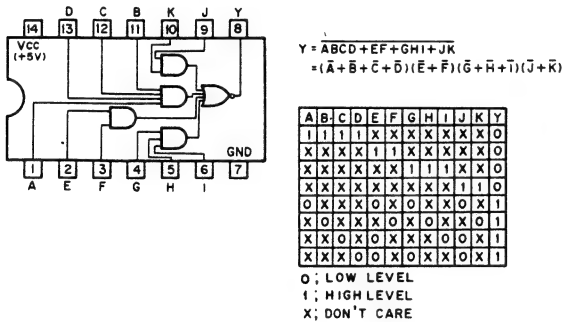 D C B K J Y
14 13 12 11 10 9 8
VCC
(+5V)
GND
1 2 3 4 5 6 7
A E F G H I
Y = \overline{ABCD+EF+GHI+JK}
=(Ā+B̄+C̄+D̄)(Ē+F̄)(Ḡ+H̄+Ī)(J̄+K̄)
A B C D E F G H I J K Y
1 1 1 1 X X X X X X X 0
X X X X 1 1 X X X X X 0
X X X X X X 1 1 1 X X 0
X X X X X X X X X 1 1 0
0 X X X 0 X 0 X X 0 X 1
X 0 X X X 0 X 0 X X 0 1
X X 0 X 0 X X X 0 0 X 1
X X X 0 X 0 X X 0 X 0 1
0 ; LOW LEVEL
1 ; HIGH LEVEL
X ; DON'T CARE